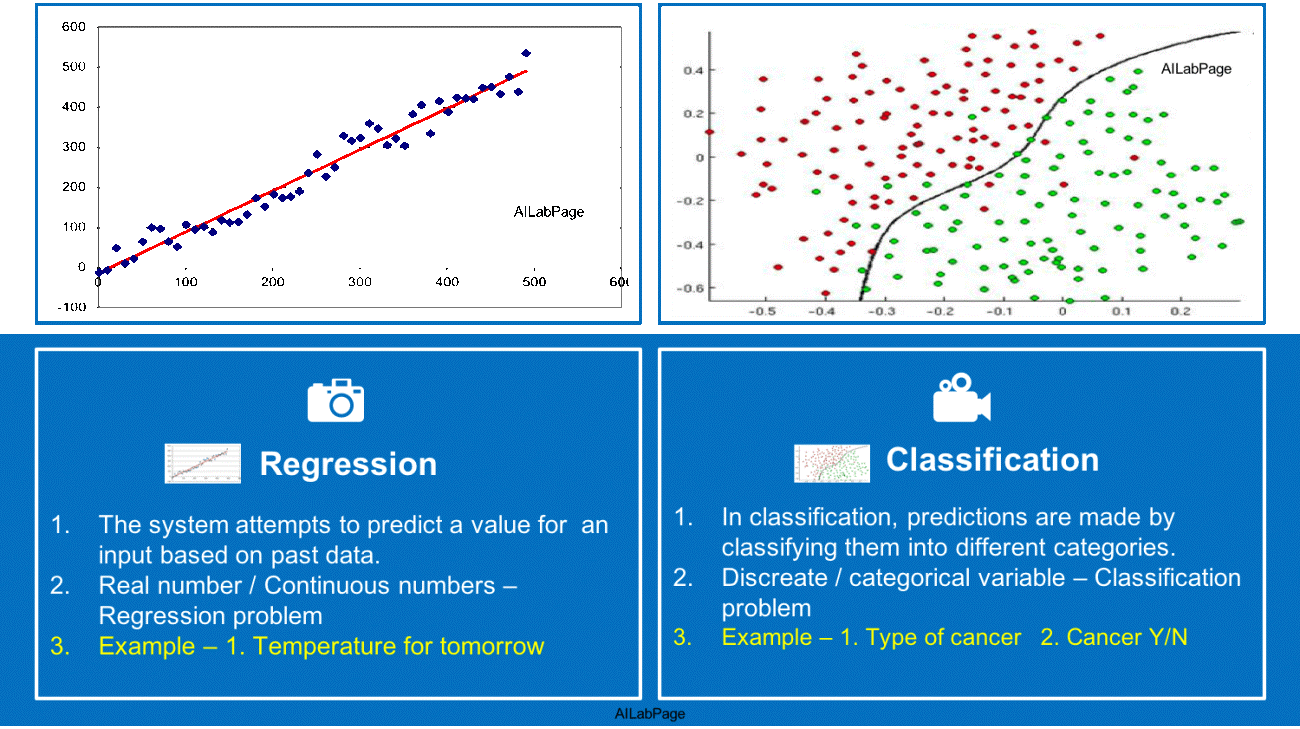 600
500
400
300
200
100
0
-100
0
100
200
300
400
500
60
AILabPage
0.4
0.2
0
-0.2
-0.4
-0.6
-0.5
-0.4
-0.3
-0.2
-0.1
0
0.1
0.2
AILabPage
Regression
1. The system attempts to predict a value for an
input based on past data.
2. Real number / Continuous numbers –
Regression problem
3. Example – 1. Temperature for tomorrow
Classification
1. In classification, predictions are made by
classifying them into different categories.
2. Discreate / categorical variable – Classification
problem
3. Example – 1. Type of cancer 2. Cancer Y/N
AILabPage